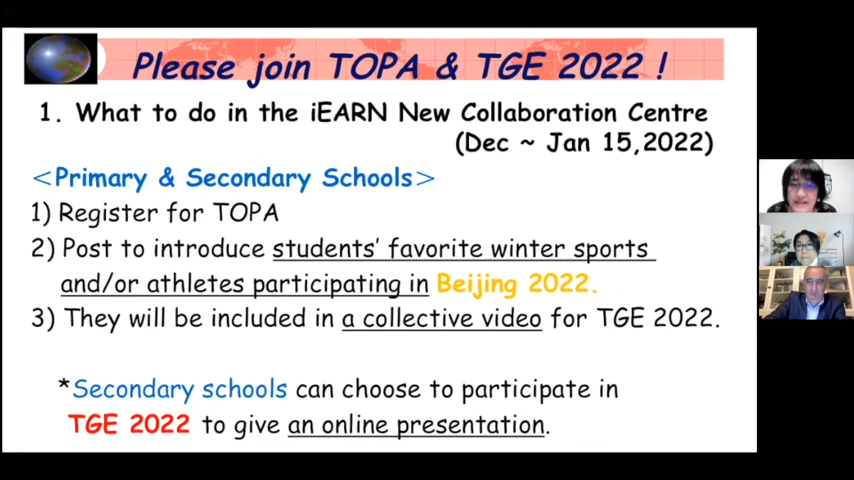 Please join TOPA & TGE 2022 !
1. What to do in the iEARN New Collaboration Centre
(Dec ~ Jan 15,2022)
<Primary & Secondary Schools>
1) Register for TOPA
2) Post to introduce students' favorite winter sports
and/or athletes participating in Beijing 2022.
3) They will be included in a collective video for TGE 2022.
*Secondary schools can choose to participate in
TGE 2022 to give an online presentation.